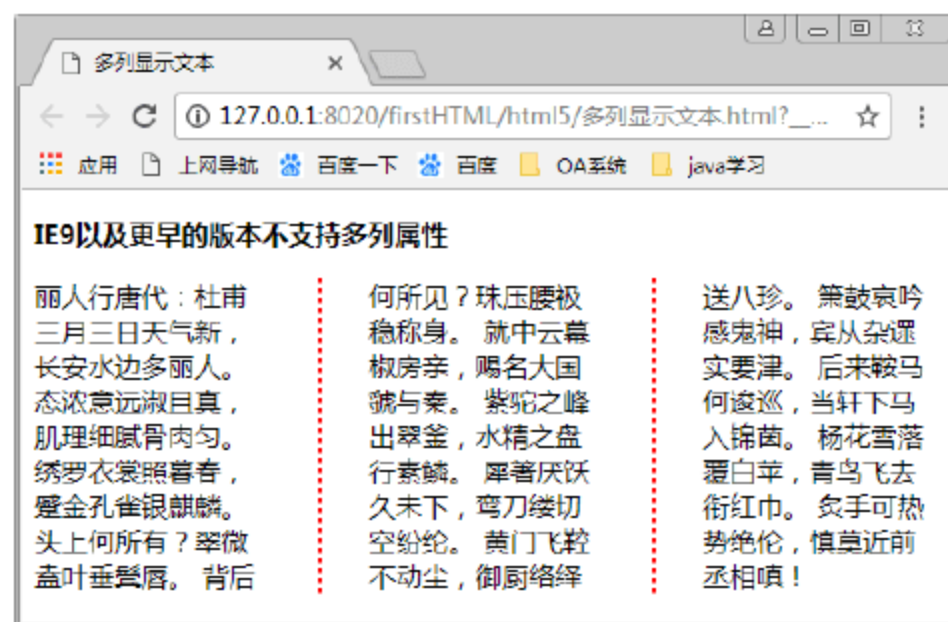 多列显示文本
127.0.0.1:8020/firstHTML/html5/多列显示文本.html?__...
应用 上网导航 百度一下 百度 OA系统 java学习
IE9以及更早的版本不支持多列属性
丽人行唐代：杜甫
三月三日天气新，
长安水边多丽人。
态浓意远淑且真，
肌理细腻骨肉匀。
绣罗衣裳照暮春，
蹙金孔雀银麒麟。
头上何所有？翠微
盍叶垂鬓唇。 背后
何所见？珠压腰衱
稳称身。 就中云幕
椒房亲，赐名大国
虢与秦。 紫驼之峰
出翠釜，水精之盘
行素鳞。 犀箸厌饫
久未下，鸾刀缕切
空纷纶。 黄门飞鞚
不动尘，御厨络绎
送八珍。 箫鼓哀吟
感鬼神，宾从杂遝
实要津。 后来鞍马
何逡巡，当轩下马
入锦茵。 杨花雪落
覆白苹，青鸟飞去
衔红巾。 炙手可热
势绝伦，慎莫近前
丞相嗔！